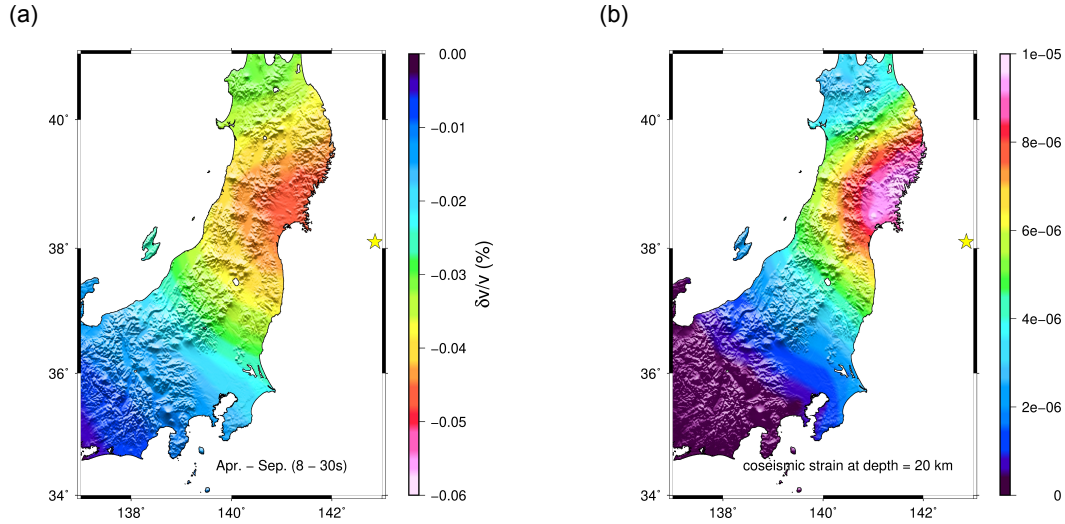 (a)
(b)
0.00
−0.01
−0.02
−0.03
−0.04
−0.05
−0.06
δv/v (%)
40˚
38˚
36˚
34˚
138˚
140˚
142˚
Apr. − Sep. (8 − 30s)
1e−05
8e−06
6e−06
4e−06
2e−06
0
40˚
38˚
36˚
34˚
138˚
140˚
142˚
coseismic strain at depth = 20 km